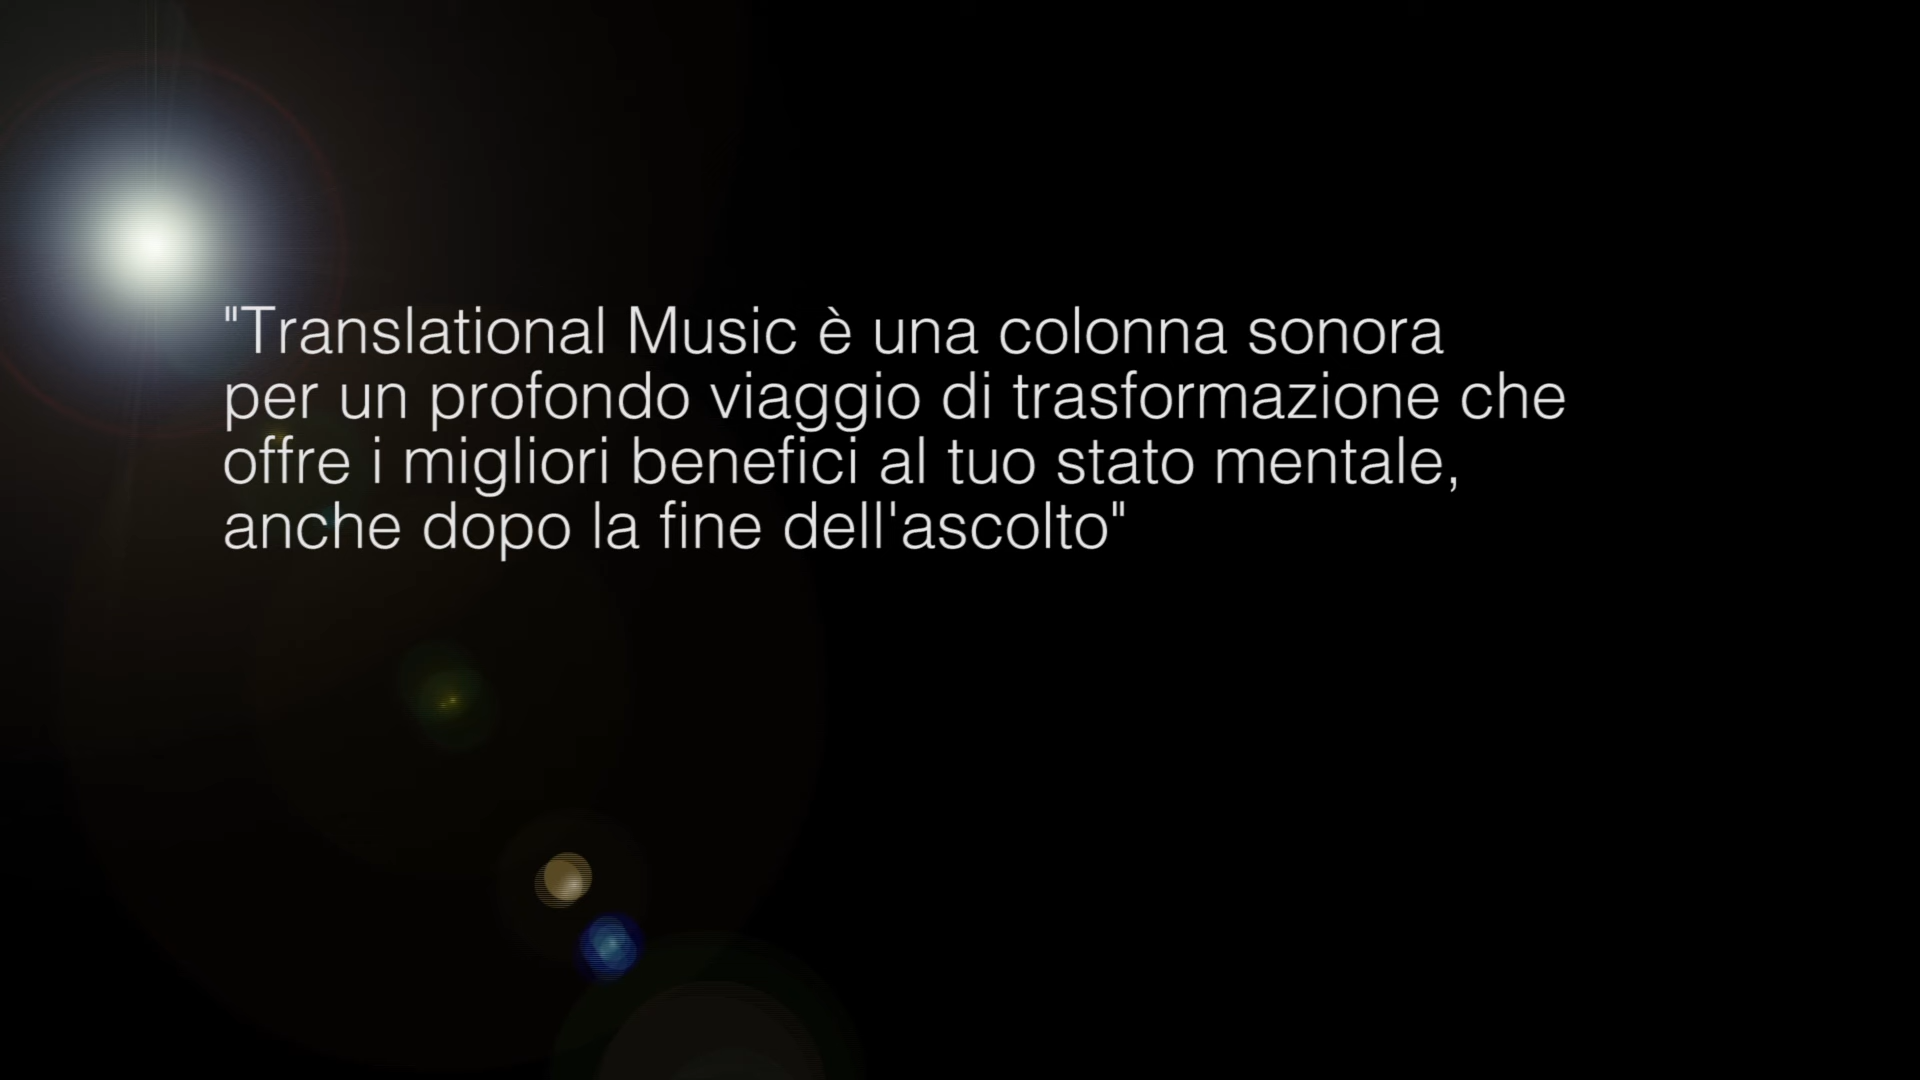 "Translational Music è una colonna sonora
per un profondo viaggio di trasformazione che
offre i migliori benefici al tuo stato mentale,
anche dopo la fine dell'ascolto"